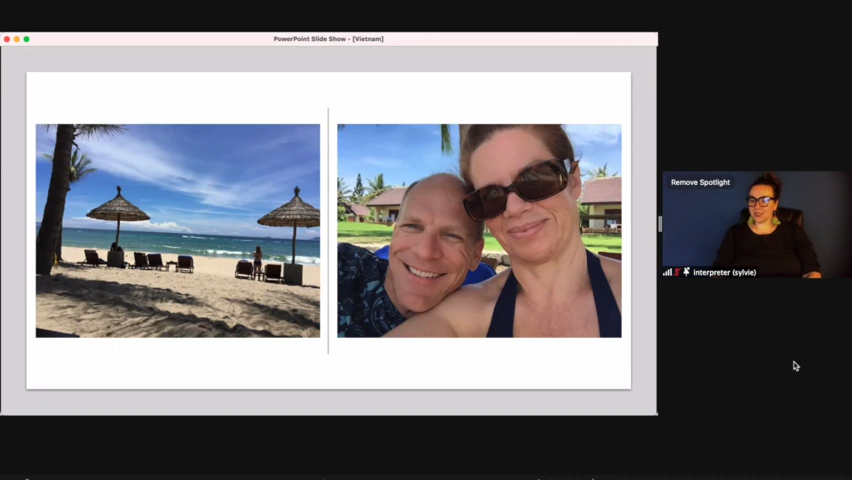 PowerPoint Slide Show - [Vietnam]
Remove Spotlight
interpreter (sylvie)